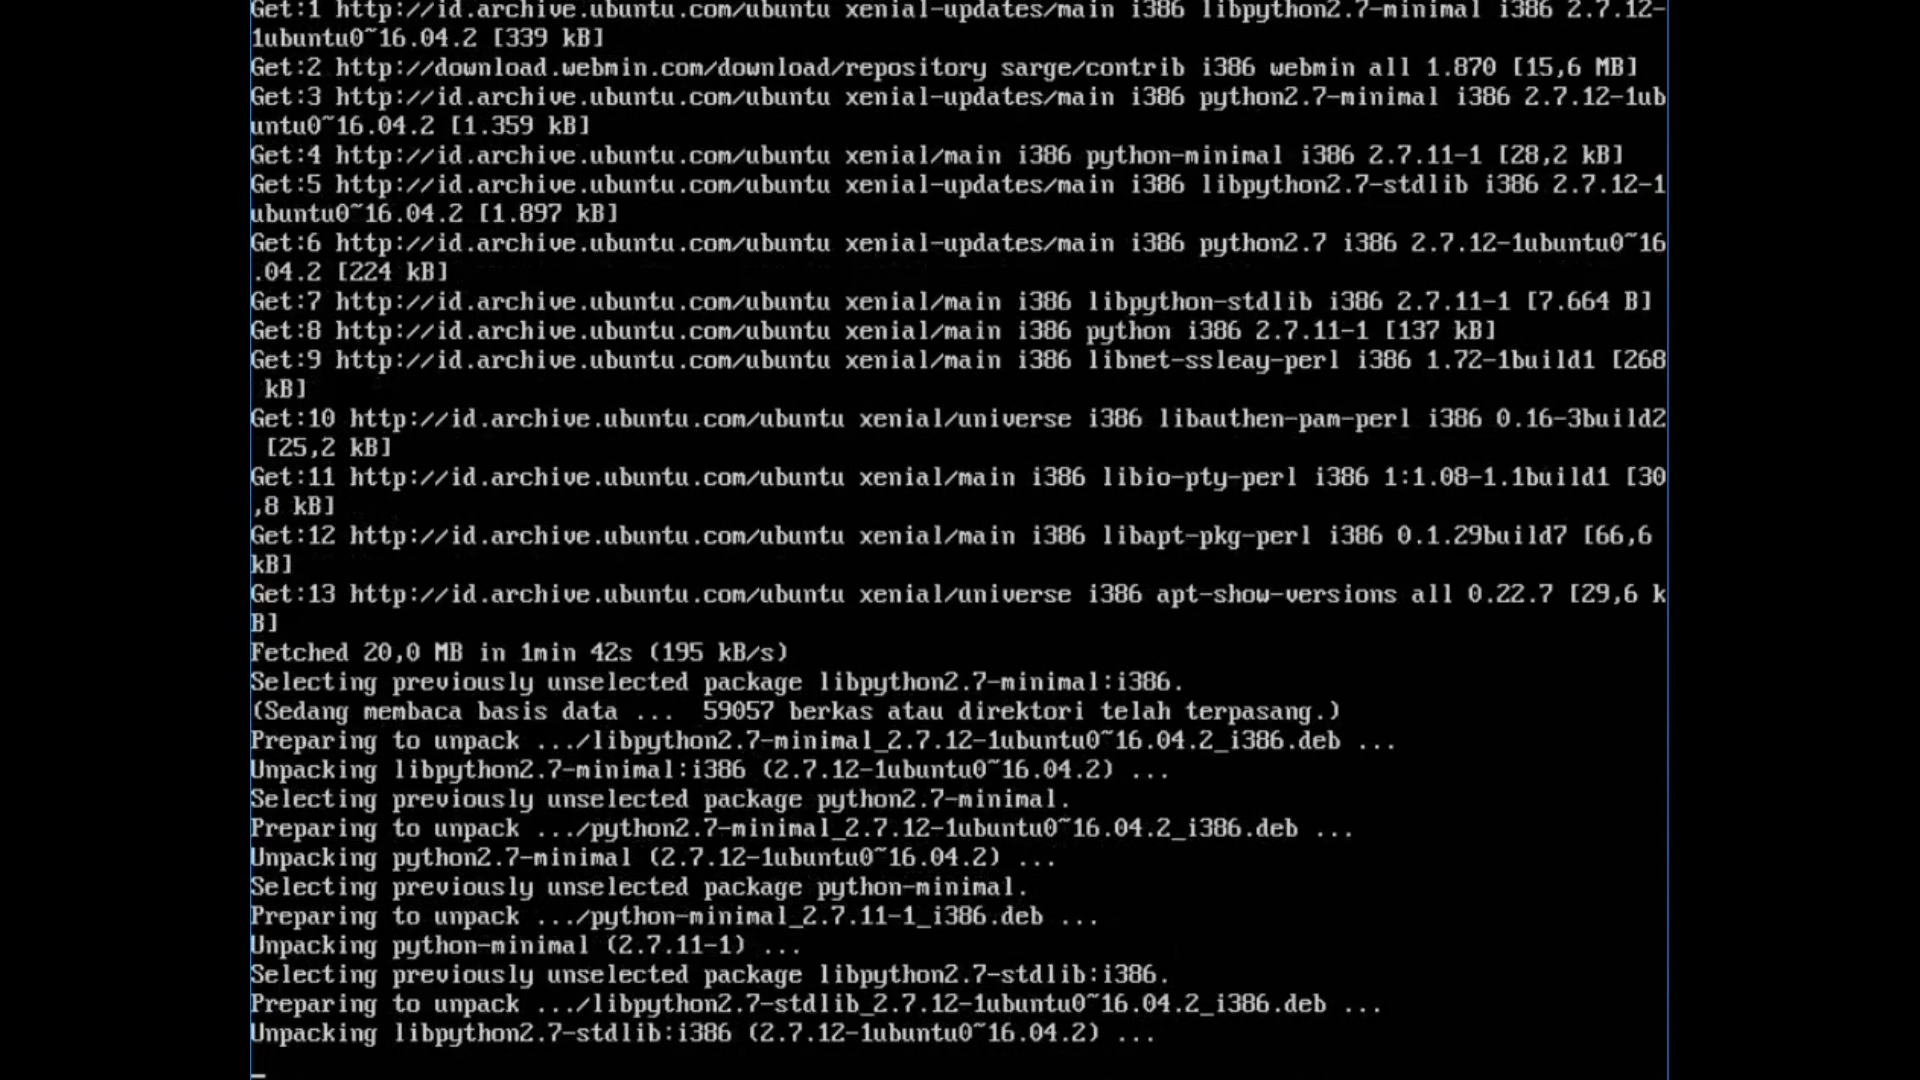 Get:1 http://id.archive.ubuntu.com/ubuntu xenial-updates/main i386 libpython2.7-minimal i386 2.7.12-
1ubuntu0~16.04.2 [339 kB]
Get:2 http://download.webmin.com/download/repository sarge/contrib i386 webmin all 1.870 [15,6 MB]
Get:3 http://id.archive.ubuntu.com/ubuntu xenial-updates/main i386 python2.7-minimal i386 2.7.12-1ub
untu0~16.04.2 [1.359 kB]
Get:4 http://id.archive.ubuntu.com/ubuntu xenial/main i386 python-minimal i386 2.7.11-1 [28,2 kB]
Get:5 http://id.archive.ubuntu.com/ubuntu xenial-updates/main i386 libpython2.7-stdlib i386 2.7.12-1
ubuntu0~16.04.2 [1.897 kB]
Get:6 http://id.archive.ubuntu.com/ubuntu xenial-updates/main i386 python2.7 i386 2.7.12-1ubuntu0~16
.04.2 [224 kB]
Get:7 http://id.archive.ubuntu.com/ubuntu xenial/main i386 libpython-stdlib i386 2.7.11-1 [7.664 B]
Get:8 http://id.archive.ubuntu.com/ubuntu xenial/main i386 python i386 2.7.11-1 [137 kB]
Get:9 http://id.archive.ubuntu.com/ubuntu xenial/main i386 libnet-ssleay-perl i386 1.72-1build1 [268
 kB]
Get:10 http://id.archive.ubuntu.com/ubuntu xenial/universe i386 libauthen-pam-perl i386 0.16-3build2
 [25,2 kB]
Get:11 http://id.archive.ubuntu.com/ubuntu xenial/main i386 libio-pty-perl i386 1:1.08-1.1build1 [30
,8 kB]
Get:12 http://id.archive.ubuntu.com/ubuntu xenial/main i386 libapt-pkg-perl i386 0.1.29build7 [66,6
kB]
Get:13 http://id.archive.ubuntu.com/ubuntu xenial/universe i386 apt-show-versions all 0.22.7 [29,6 k
B]
Fetched 20,0 MB in 1min 42s (195 kB/s)
Selecting previously unselected package libpython2.7-minimal:i386.
(Sedang membaca basis data ...  59057 berkas atau direktori telah terpasang.)
Preparing to unpack .../libpython2.7-minimal_2.7.12-1ubuntu0~16.04.2_i386.deb ...
Unpacking libpython2.7-minimal:i386 (2.7.12-1ubuntu0~16.04.2) ...
Selecting previously unselected package python2.7-minimal.
Preparing to unpack .../python2.7-minimal_2.7.12-1ubuntu0~16.04.2_i386.deb ...
Unpacking python2.7-minimal (2.7.12-1ubuntu0~16.04.2) ...
Selecting previously unselected package python-minimal.
Preparing to unpack .../python-minimal_2.7.11-1_i386.deb ...
Unpacking python-minimal (2.7.11-1) ...
Selecting previously unselected package libpython2.7-stdlib:i386.
Preparing to unpack .../libpython2.7-stdlib_2.7.12-1ubuntu0~16.04.2_i386.deb ...
Unpacking libpython2.7-stdlib:i386 (2.7.12-1ubuntu0~16.04.2) ...